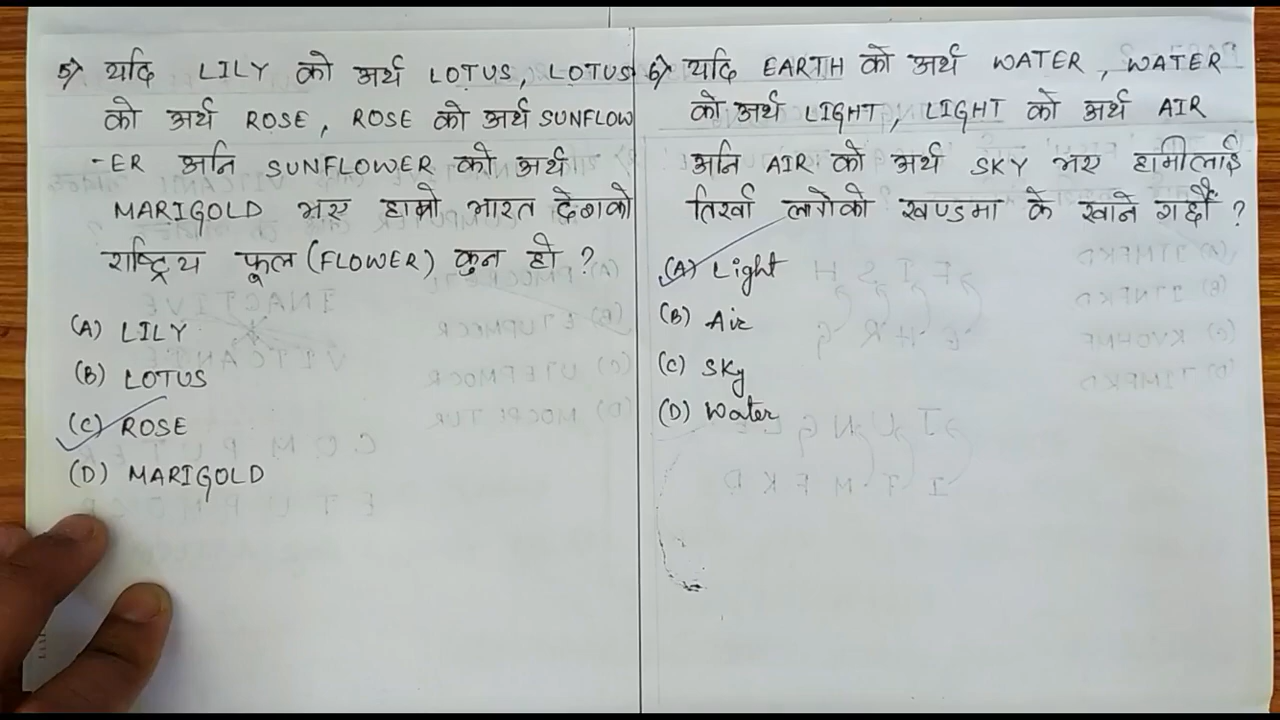 5) यदि LILY को अर्थ LOTUS, LOTUS
को अर्थ ROSE, ROSE को अर्थ SUNFLOW
-ER अनि SUNFLOWER को अर्थ
MARIGOLD भए हाम्रो भारत देशको
राष्ट्रिय फूल (FLOWER) कुन हो ?
(A) LILY
(B) LOTUS
(C) ROSE
(D) MARIGOLD
6) यदि EARTH को अर्थ WATER, WATER
को अर्थ LIGHT, LIGHT को अर्थ AIR
अनि AIR को अर्थ SKY भए हामीलाई
तिर्खा लागेको खण्डमा के खाने गर्छौं ?
(A) Light
(B) Air
(C) Sky
(D) Water